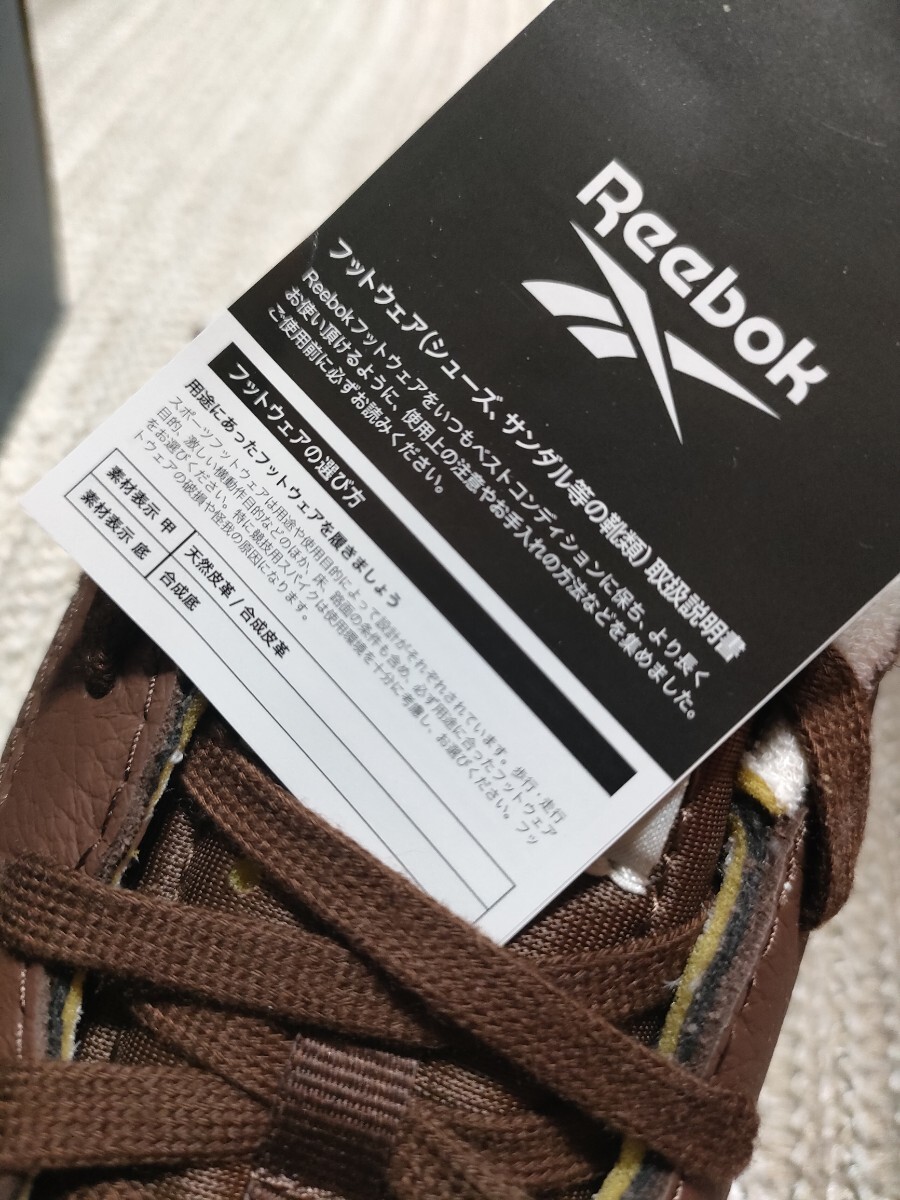 Reebok
フットウェア(シューズ、サンダル等の靴類)取扱説明書
Reebokフットウェアをいつもベストコンディションに保ち、より長く
お使い頂けるように、使用上の注意やお手入れの方法などを集めました。
ご使用前に必ずお読みください。
フットウェアの選び方
用途にあったフットウェアを履きましょう
スポーツフットウェアは用途や使用目的によって設計がそれぞれされています。歩行・走行
目的、激しい横動作目的などのほか、床、路面の条件も含め、必ず用途に合ったフットウェア
をお選びください。特に競技用スパイクは使用環境を十分に考慮し、お選びください。フッ
トウェアの破損や怪我の原因になります。
素材表示 甲 天然皮革 / 合成皮革
素材表示 底 合成底